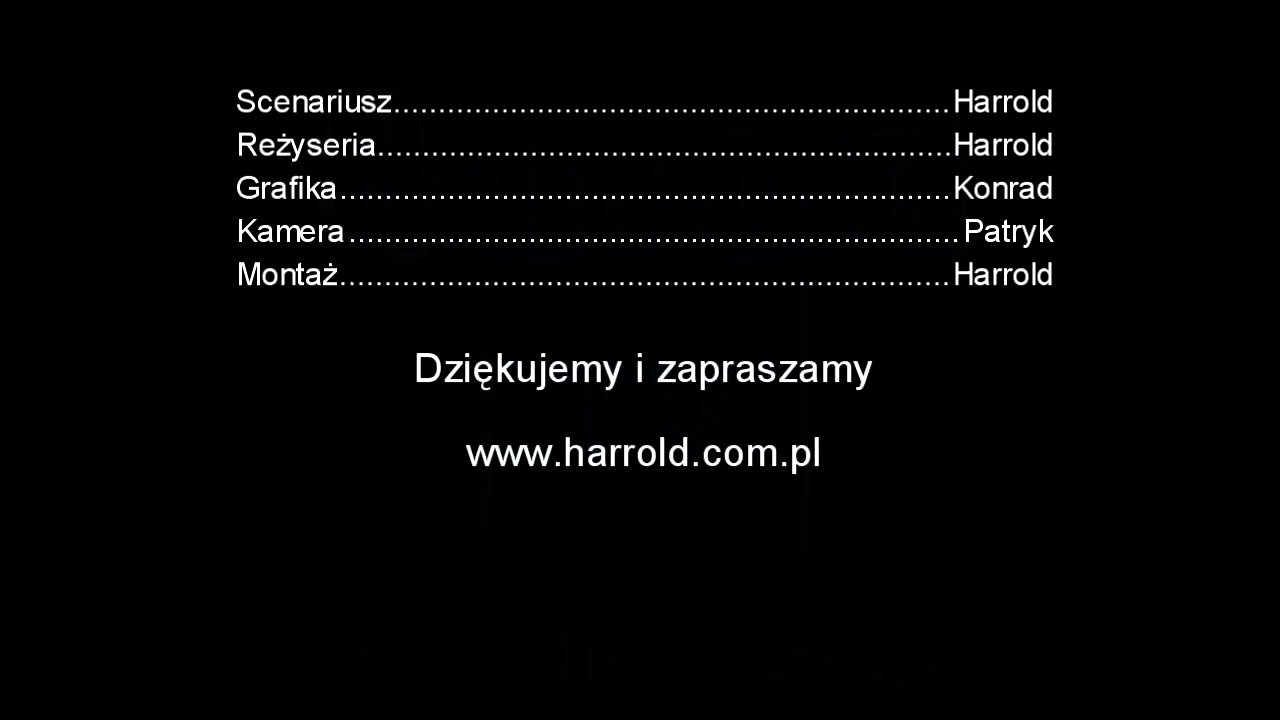 Scenariusz..............................................................Harrold
Reżyseria................................................................Harrold
Grafika....................................................................Konrad
Kamera....................................................................Patryk
Montaż....................................................................Harrold
Dziękujemy i zapraszamy
www.harrold.com.pl